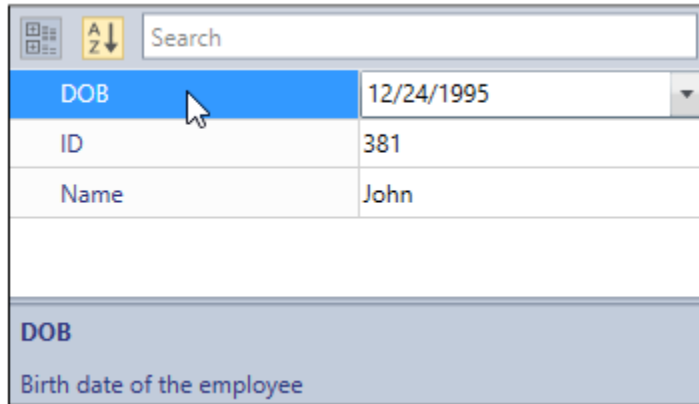 A
Z
Search
DOB 12/24/1995
ID 381
Name John
DOB
Birth date of the employee